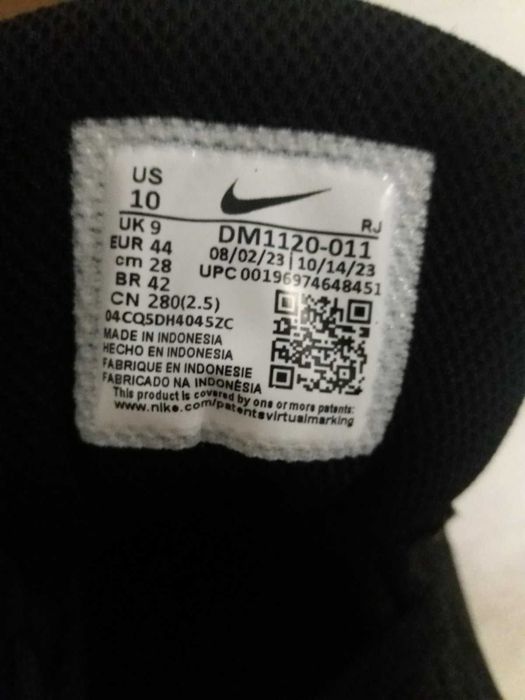 US
10
RJ
UK 9
DM1120-011
EUR 44
08/02/23 | 10/14/23
cm 28
UPC 00196974648451
BR 42
CN 280(2.5)
04CQ5DH4045ZC
MADE IN INDONESIA
HECHO EN INDONESIA
FABRIQUE EN INDONESIE
FABRICADO NA INDONÉSIA
This product is covered by one or more patents:
www.nike.com/patentsvirtualmarking